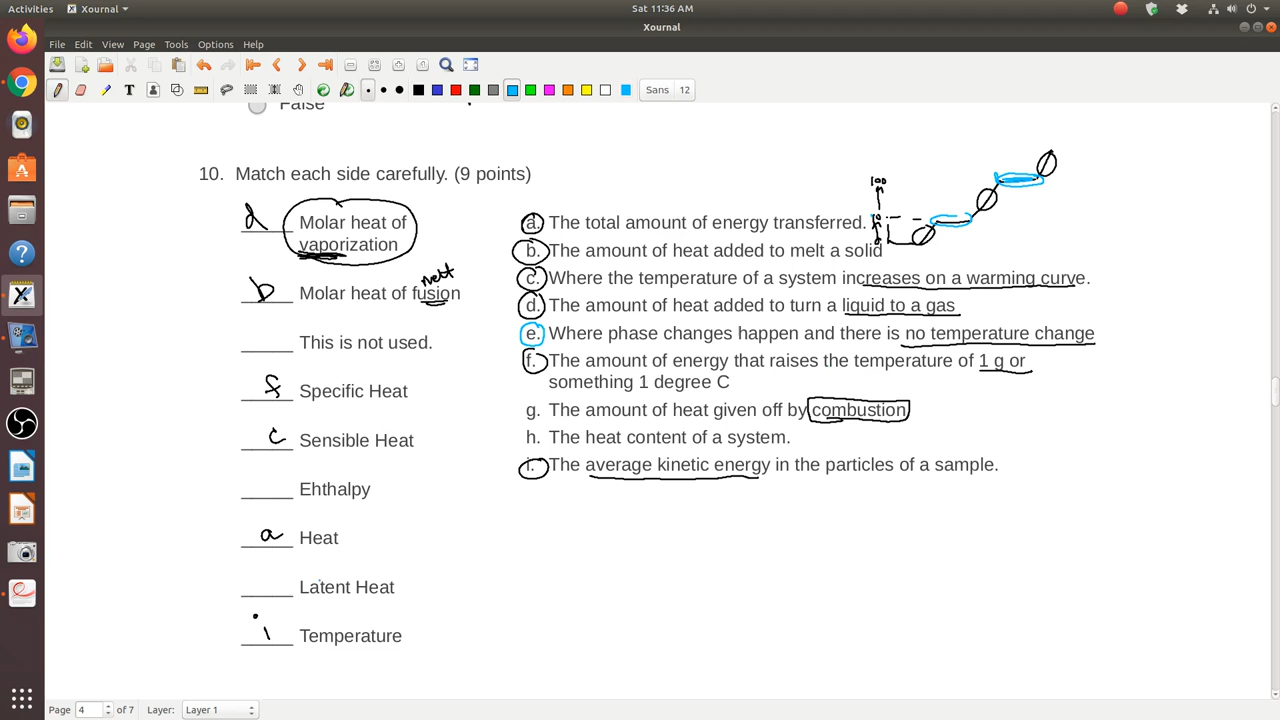 Activities
Xournal
Sat 11:36 AM
Xournal
File Edit View Page Tools Options Help
Sans 12
False
10. Match each side carefully. (9 points)
d Molar heat of
vaporization
melt
b Molar heat of fusion
This is not used.
f Specific Heat
c Sensible Heat
Ehthalpy
a Heat
Latent Heat
i Temperature
100
a. The total amount of energy transferred.
b. The amount of heat added to melt a solid
c. Where the temperature of a system increases on a warming curve.
d. The amount of heat added to turn a liquid to a gas
e. Where phase changes happen and there is no temperature change
f. The amount of energy that raises the temperature of 1 g or
something 1 degree C
g. The amount of heat given off by combustion
h. The heat content of a system.
i. The average kinetic energy in the particles of a sample.
Page 4 of 7 Layer: Layer 1